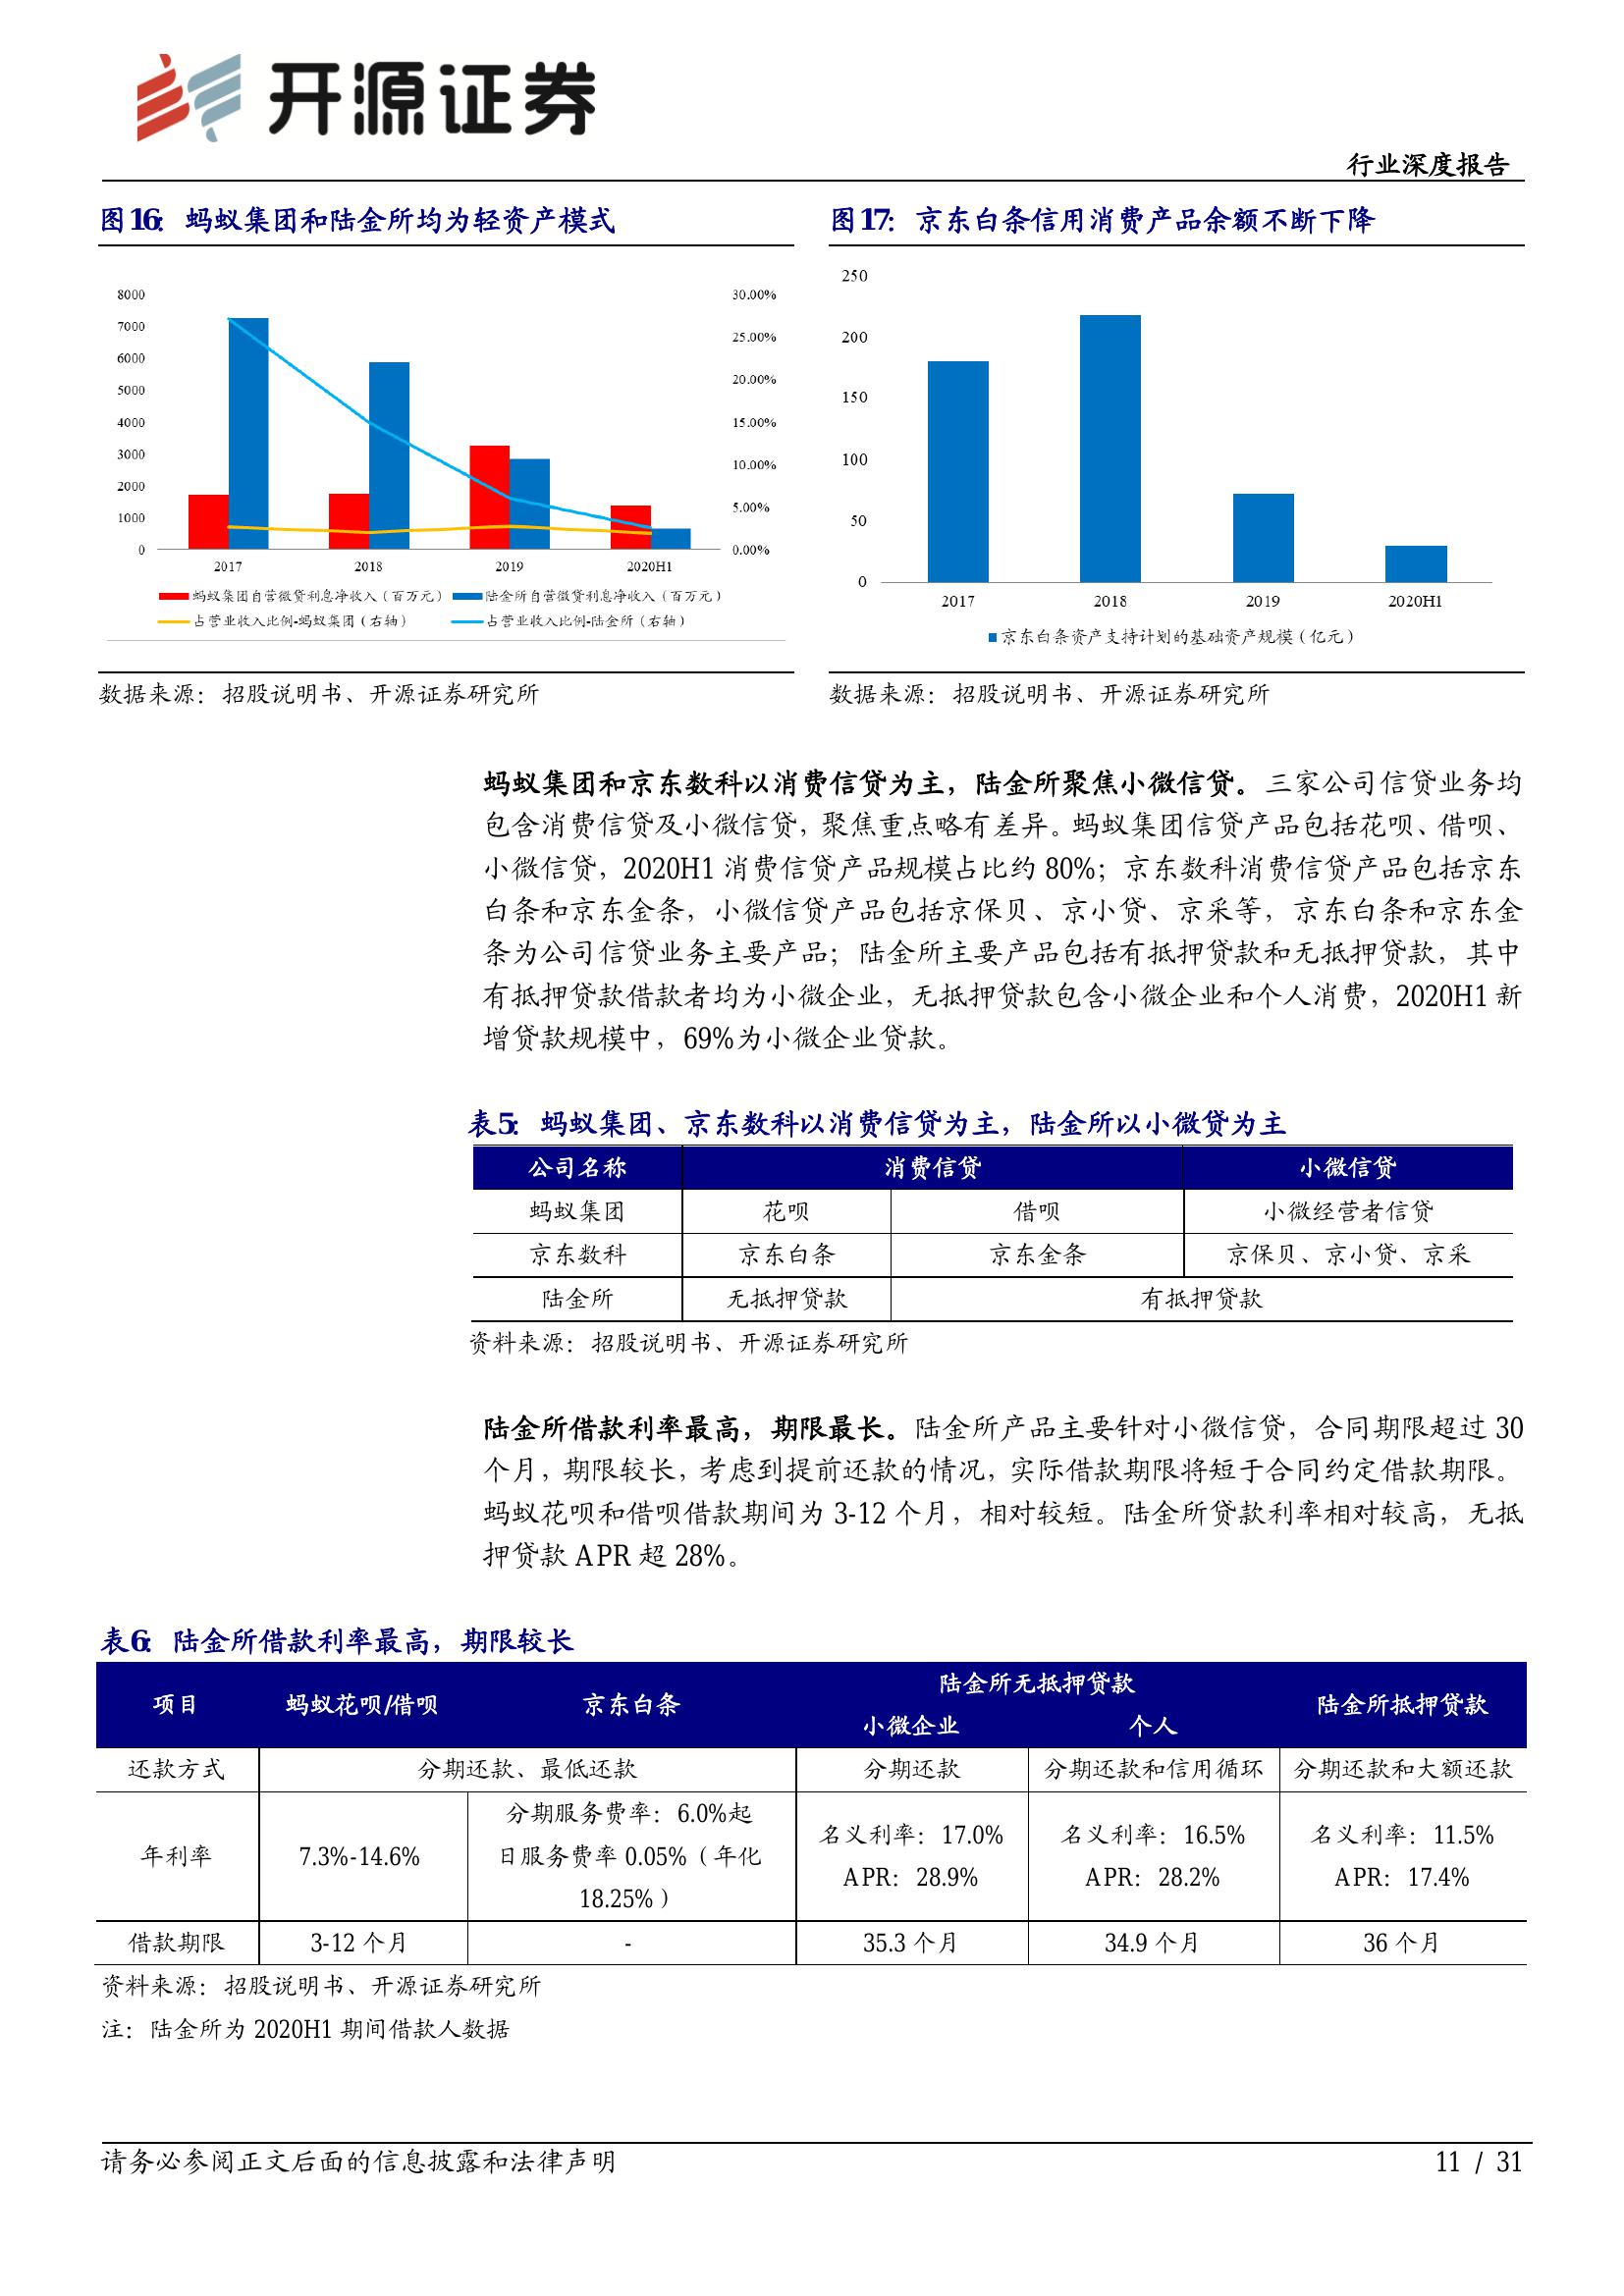 开源证券
行业深度报告
图16：蚂蚁集团和陆金所均为轻资产模式
8000
7000
6000
5000
4000
3000
2000
1000
0
30.00%
25.00%
20.00%
15.00%
10.00%
5.00%
0.00%
2017 2018 2019 2020H1
蚂蚁集团自营微贷利息净收入（百万元） 陆金所自营微贷利息净收入（百万元）
占营业收入比例-蚂蚁集团（右轴） 占营业收入比例-陆金所（右轴）
数据来源：招股说明书、开源证券研究所
图17：京东白条信用消费产品余额不断下降
250
200
150
100
50
0
2017 2018 2019 2020H1
京东白条资产支持计划的基础资产规模（亿元）
数据来源：招股说明书、开源证券研究所
蚂蚁集团和京东数科以消费信贷为主，陆金所聚焦小微信贷。三家公司信贷业务均
包含消费信贷及小微信贷，聚焦重点略有差异。蚂蚁集团信贷产品包括花呗、借呗、
小微信贷，2020H1 消费信贷产品规模占比约 80%；京东数科消费信贷产品包括京东
白条和京东金条，小微信贷产品包括京保贝、京小贷、京采等，京东白条和京东金
条为公司信贷业务主要产品；陆金所主要产品包括有抵押贷款和无抵押贷款，其中
有抵押贷款借款者均为小微企业，无抵押贷款包含小微企业和个人消费，2020H1 新
增贷款规模中，69%为小微企业贷款。
表5：蚂蚁集团、京东数科以消费信贷为主，陆金所以小微贷为主
公司名称 消费信贷 小微信贷
蚂蚁集团 花呗 借呗 小微经营者信贷
京东数科 京东白条 京东金条 京保贝、京小贷、京采
陆金所 无抵押贷款 有抵押贷款
资料来源：招股说明书、开源证券研究所
陆金所借款利率最高，期限最长。陆金所产品主要针对小微信贷，合同期限超过 30
个月，期限较长，考虑到提前还款的情况，实际借款期限将短于合同约定借款期限。
蚂蚁花呗和借呗借款期间为 3-12 个月，相对较短。陆金所贷款利率相对较高，无抵
押贷款 APR 超 28%。
表6：陆金所借款利率最高，期限较长
项目 蚂蚁花呗/借呗 京东白条 陆金所无抵押贷款 陆金所抵押贷款
小微企业 个人
还款方式 分期还款、最低还款 分期还款 分期还款和信用循环 分期还款和大额还款
年利率 7.3%-14.6% 分期服务费率：6.0%起
日服务费率 0.05%（年化
18.25%）
名义利率：17.0% 名义利率：16.5% 名义利率：11.5%
APR：28.9% APR：28.2% APR：17.4%
借款期限 3-12 个月 - 35.3 个月 34.9 个月 36 个月
资料来源：招股说明书、开源证券研究所
注：陆金所为 2020H1 期间借款人数据
请务必参阅正文后面的信息披露和法律声明
11 / 31